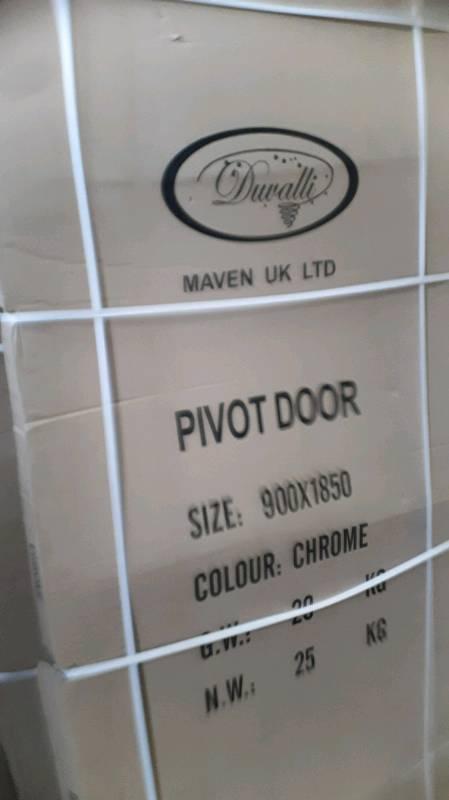 Duvalli
MAVEN UK LTD
PIVOT DOOR
SIZE: 900X1850
COLOUR: CHROME
G.W.: KG
N.W.: 25 KG